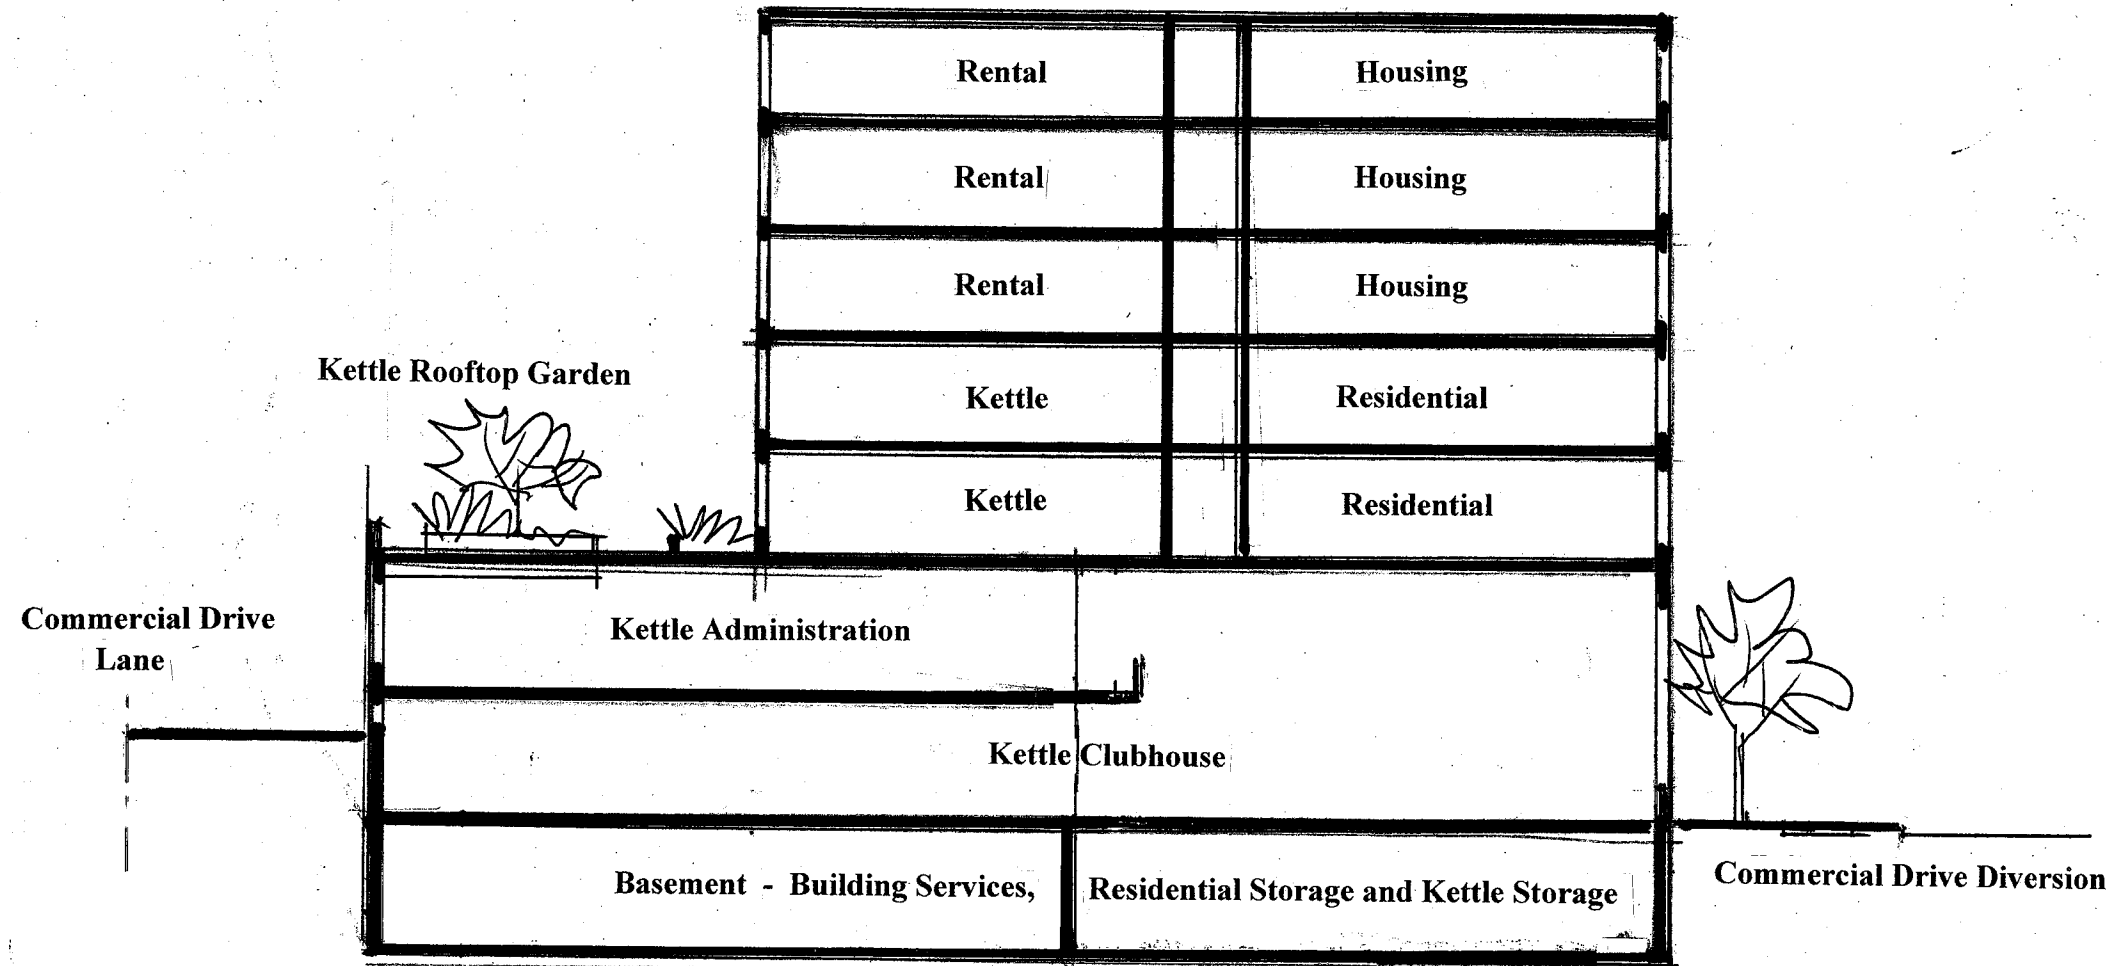 Rental Housing
Rental Housing
Rental Housing
Kettle Rooftop Garden
Kettle Residential
Kettle Residential
Commercial Drive
Lane
Kettle Administration
Kettle Clubhouse
Basement - Building Services, Residential Storage and Kettle Storage
Commercial Drive Diversion